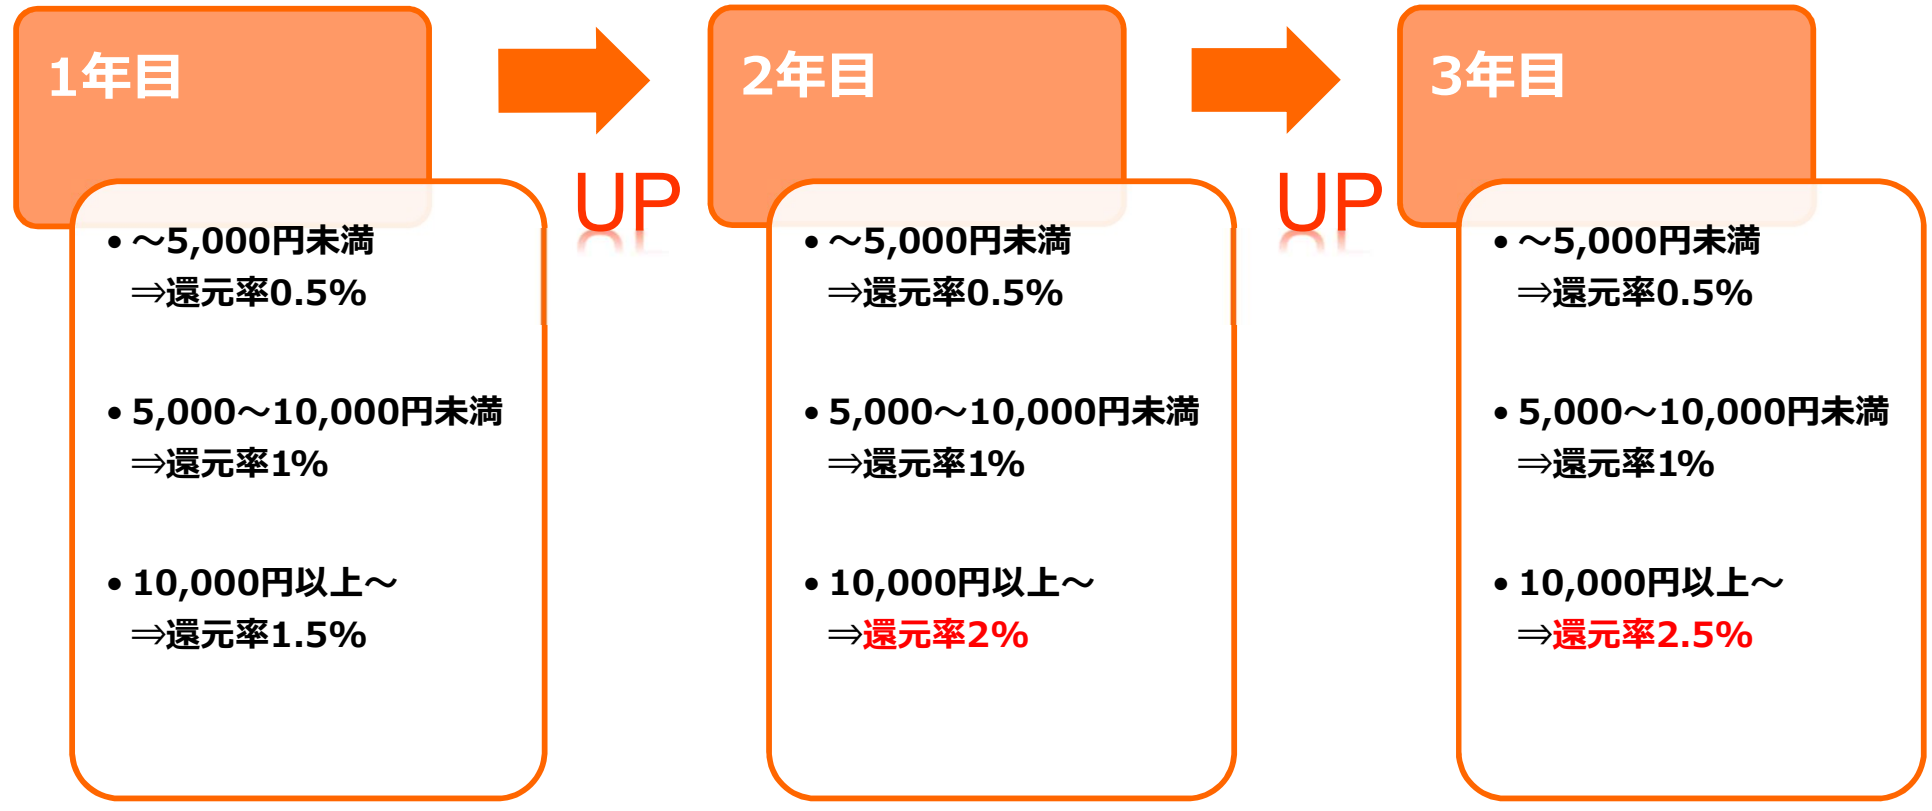 1年目
• ～5,000円未満
⇒還元率0.5%
• 5,000～10,000円未満
⇒還元率1%
• 10,000円以上～
⇒還元率1.5%
UP
2年目
• ～5,000円未満
⇒還元率0.5%
• 5,000～10,000円未満
⇒還元率1%
• 10,000円以上～
⇒還元率2%
UP
3年目
• ～5,000円未満
⇒還元率0.5%
• 5,000～10,000円未満
⇒還元率1%
• 10,000円以上～
⇒還元率2.5%